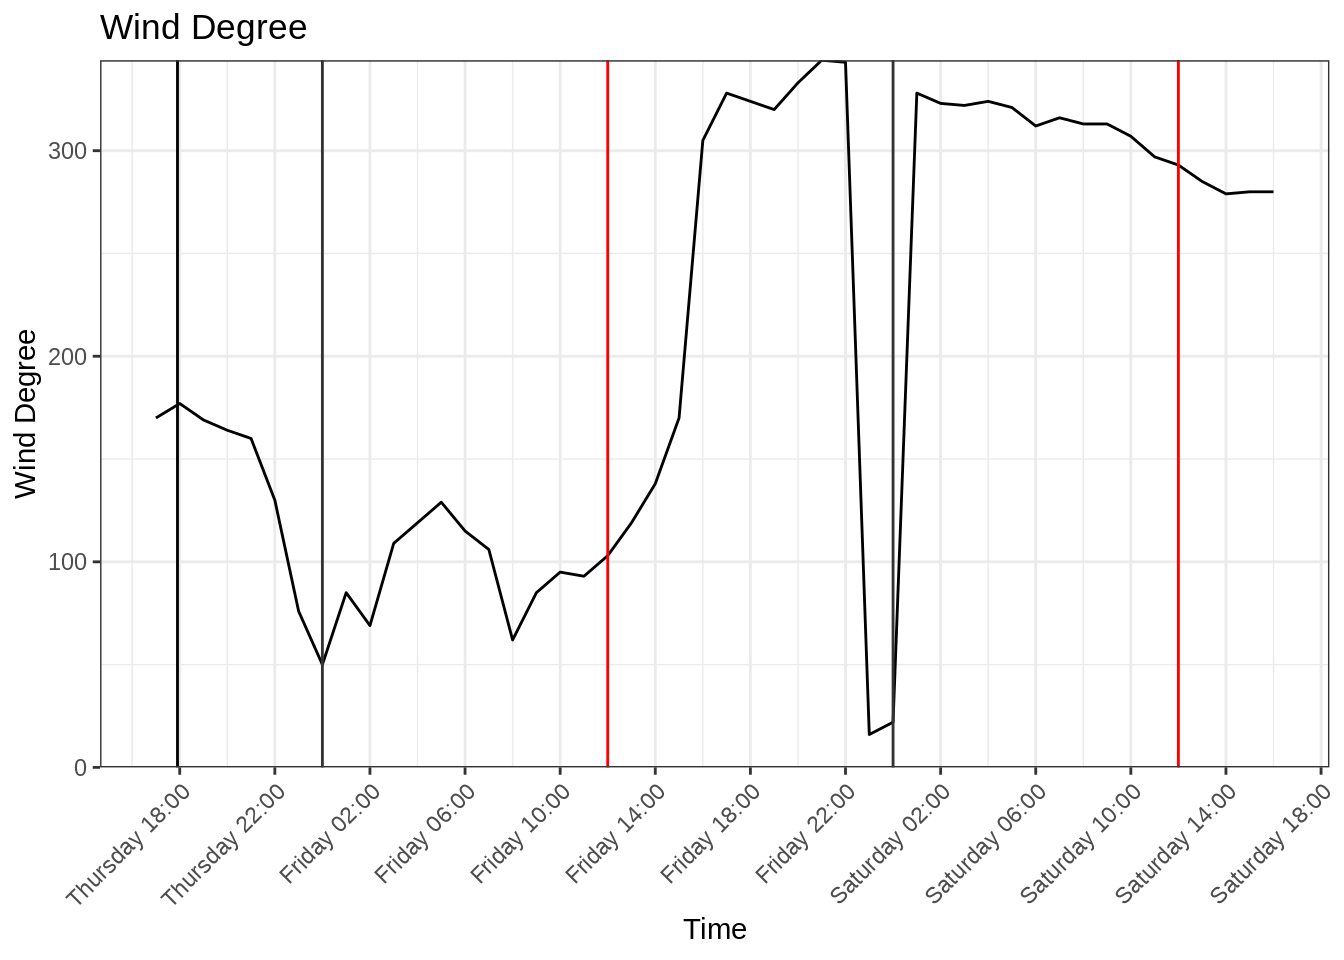 Wind Degree
Wind Degree
300
200
100
0
Thursday 18:00
Thursday 22:00
Friday 02:00
Friday 06:00
Friday 10:00
Friday 14:00
Friday 18:00
Friday 22:00
Saturday 02:00
Saturday 06:00
Saturday 10:00
Saturday 14:00
Saturday 18:00
Time